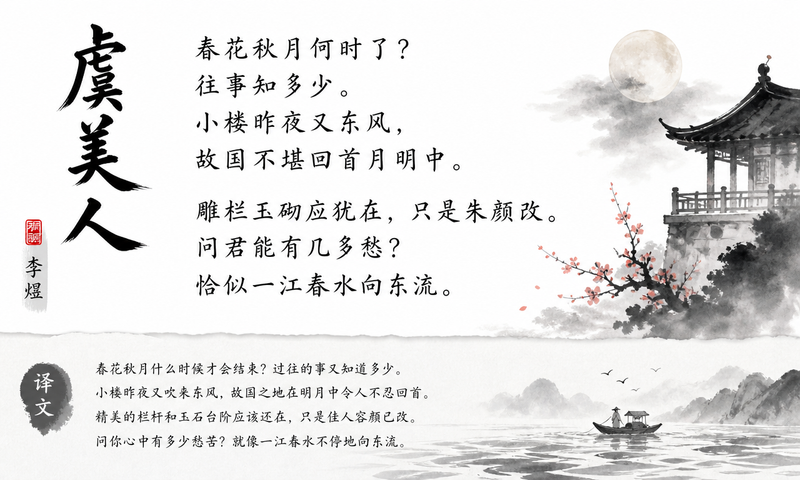 虞美人
李煜
春花秋月何时了？
往事知多少。
小楼昨夜又东风，
故国不堪回首月明中。
雕栏玉砌应犹在，只是朱颜改。
问君能有几多愁？
恰似一江春水向东流。
译文
春花秋月什么时候才会结束？过往的事又知道多少。
小楼昨夜又吹来东风，故国之地在明月中令人不忍回首。
精美的栏杆和玉石台阶应该还在，只是佳人容颜已改。
问你心中有多少愁苦？就像一江春水不停地向东流。